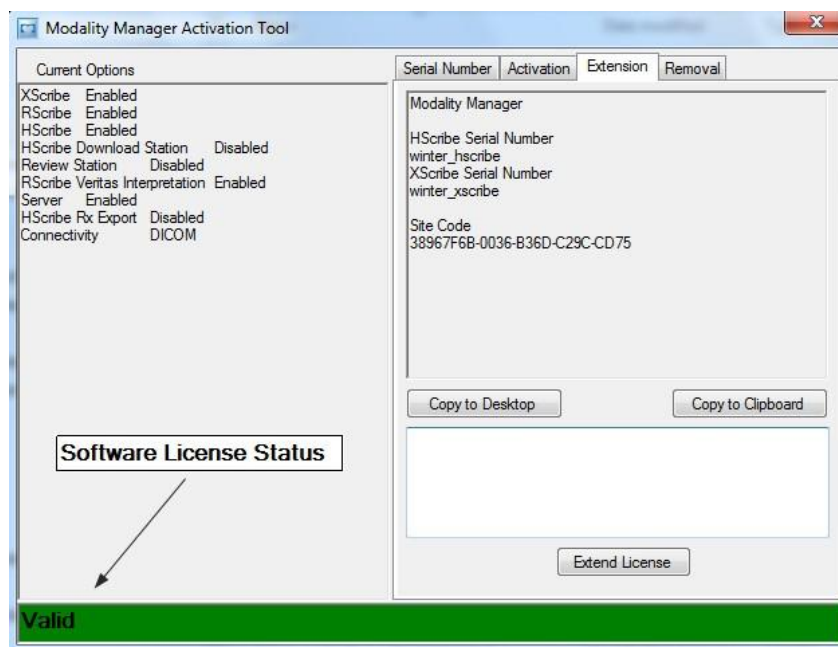 Modality Manager Activation Tool
Current Options
XScribe Enabled
RScribe Enabled
HScribe Enabled
HScribe Download Station Disabled
Review Station Disabled
RScribe Veritas Interpretation Enabled
Server Enabled
HScribe Rx Export Disabled
Connectivity DICOM
Software License Status
Serial Number Activation Extension Removal
Modality Manager
HScribe Serial Number
winter_hscribe
XScribe Serial Number
winter_xscribe
Site Code
38967F6B-0036-B36D-C29C-CD75
Copy to Desktop Copy to Clipboard
Extend License
Valid